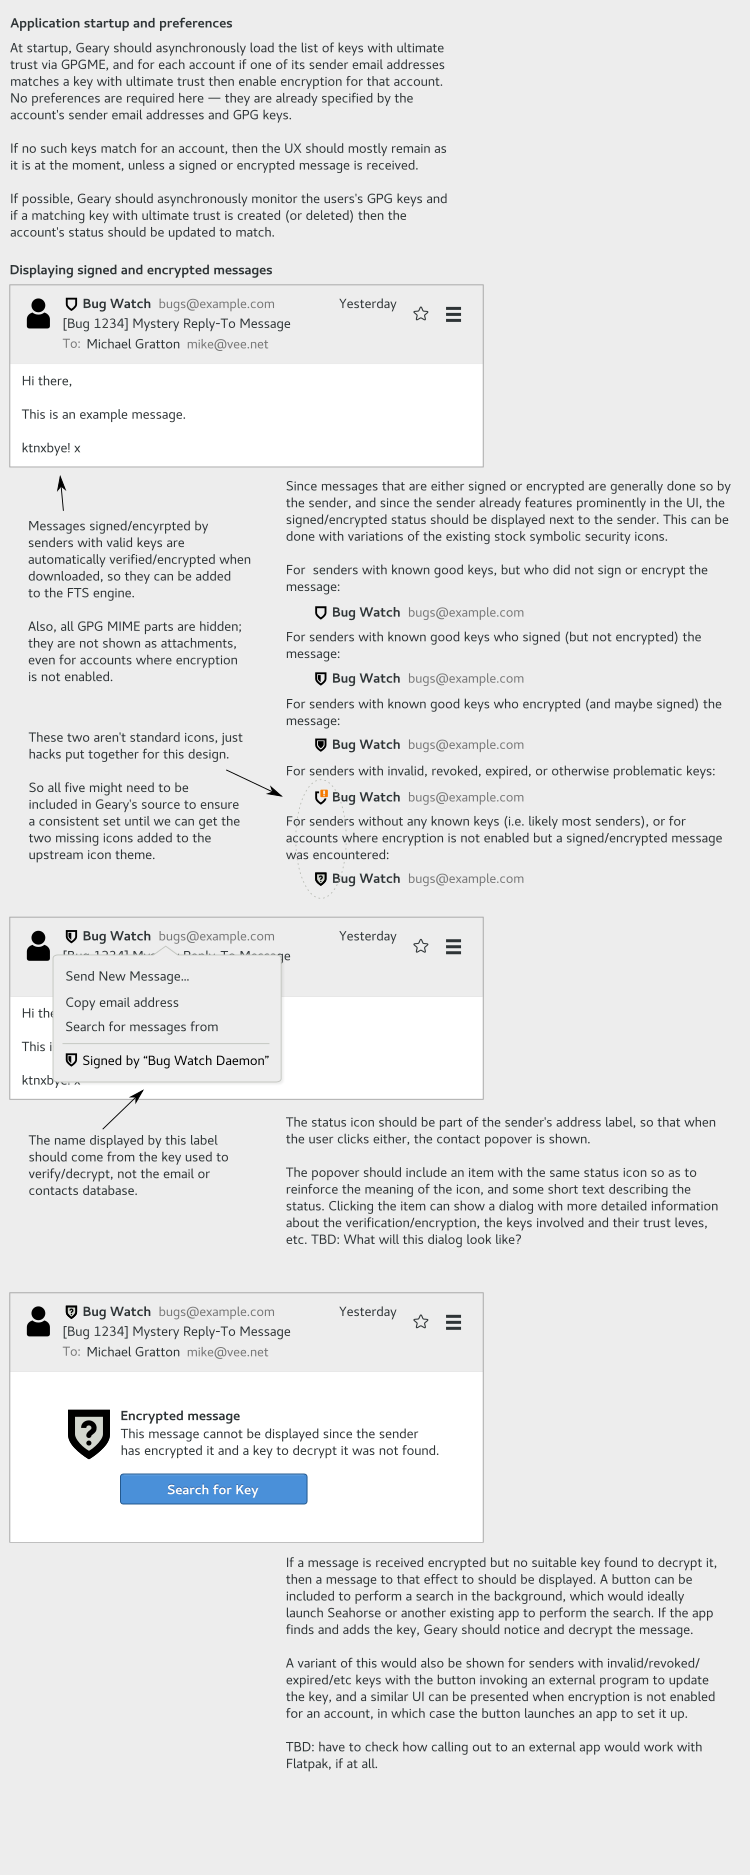 Application startup and preferences
At startup, Geary should asynchronously load the list of keys with ultimate
trust via GPGME, and for each account if one of its sender email addresses
matches a key with ultimate trust then enable encryption for that account.
No preferences are required here — they are already specified by the
account's sender email addresses and GPG keys.
If no such keys match for an account, then the UX should mostly remain as
it is at the moment, unless a signed or encrypted message is received.
If possible, Geary should asynchronously monitor the users's GPG keys and
if a matching key with ultimate trust is created (or deleted) then the
account's status should be updated to match.
Displaying signed and encrypted messages
Bug Watch bugs@example.com Yesterday
[Bug 1234] Mystery Reply-To Message
To: Michael Gratton mike@vee.net
Hi there,
This is an example message.
ktnxbye! x
Messages signed/encyrpted by
senders with valid keys are
automatically verified/encrypted when
downloaded, so they can be added
to the FTS engine.
Also, all GPG MIME parts are hidden;
they are not shown as attachments,
even for accounts where encryption
is not enabled.
These two aren't standard icons, just
hacks put together for this design.
So all five might need to be
included in Geary's source to ensure
a consistent set until we can get the
two missing icons added to the
upstream icon theme.
Since messages that are either signed or encrypted are generally done so by
the sender, and since the sender already features prominently in the UI, the
signed/encrypted status should be displayed next to the sender. This can be
done with variations of the existing stock symbolic security icons.
For  senders with known good keys, but who did not sign or encrypt the
message:
Bug Watch bugs@example.com
For senders with known good keys who signed (but not encrypted) the
message:
Bug Watch bugs@example.com
For senders with known good keys who encrypted (and maybe signed) the
message:
Bug Watch bugs@example.com
For senders with invalid, revoked, expired, or otherwise problematic keys:
Bug Watch bugs@example.com
For senders without any known keys (i.e. likely most senders), or for
accounts where encryption is not enabled but a signed/encrypted message
was encountered:
Bug Watch bugs@example.com
Bug Watch bugs@example.com Yesterday
[Bug 1234] Mystery Reply-To Message
Hi the
This i
ktnxbye! x
Send New Message...
Copy email address
Search for messages from
Signed by “Bug Watch Daemon”
The name displayed by this label
should come from the key used to
verify/decrypt, not the email or
contacts database.
The status icon should be part of the sender's address label, so that when
the user clicks either, the contact popover is shown.
The popover should include an item with the same status icon so as to
reinforce the meaning of the icon, and some short text describing the
status. Clicking the item can show a dialog with more detailed information
about the verification/encryption, the keys involved and their trust leves,
etc. TBD: What will this dialog look like?
Bug Watch bugs@example.com Yesterday
[Bug 1234] Mystery Reply-To Message
To: Michael Gratton mike@vee.net
Encrypted message
This message cannot be displayed since the sender
has encrypted it and a key to decrypt it was not found.
Search for Key
If a message is received encrypted but no suitable key found to decrypt it,
then a message to that effect to should be displayed. A button can be
included to perform a search in the background, which would ideally
launch Seahorse or another existing app to perform the search. If the app
finds and adds the key, Geary should notice and decrypt the message.
A variant of this would also be shown for senders with invalid/revoked/
expired/etc keys with the button invoking an external program to update
the key, and a similar UI can be presented when encryption is not enabled
for an account, in which case the button launches an app to set it up.
TBD: have to check how calling out to an external app would work with
Flatpak, if at all.